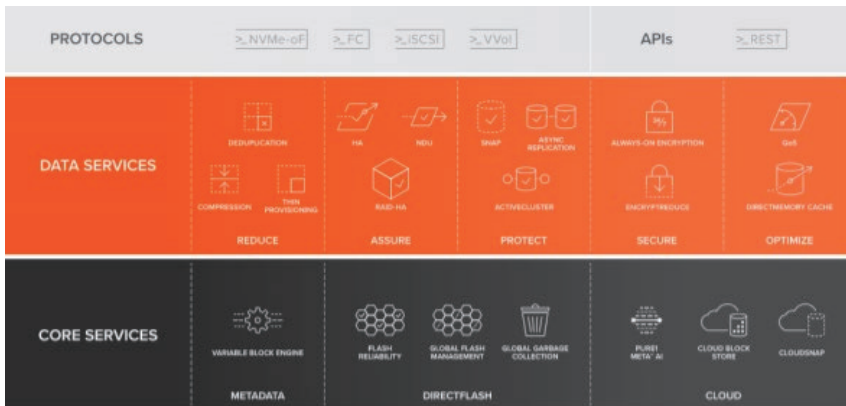 PROTOCOLS
>_NVMe-oF >_FC >_iSCSI >_VVol
APIs
>_REST
DATA SERVICES
DEDUPLICATION
COMPRESSION
THIN
PROVISIONING
REDUCE
HA
NDU
RAID-HA
ASSURE
SNAP
ASYNC
REPLICATION
ACTIVECLUSTER
PROTECT
ALWAYS-ON ENCRYPTION
ENCRYPTREDUCE
SECURE
QoS
DIRECTMEMORY CACHE
OPTIMIZE
CORE SERVICES
VARIABLE BLOCK ENGINE
METADATA
FLASH
RELIABILITY
GLOBAL FLASH
MANAGEMENT
GLOBAL GARBAGE
COLLECTION
DIRECTFLASH
PURE1
META® AI
CLOUD BLOCK
STORE
CLOUDSNAP
CLOUD